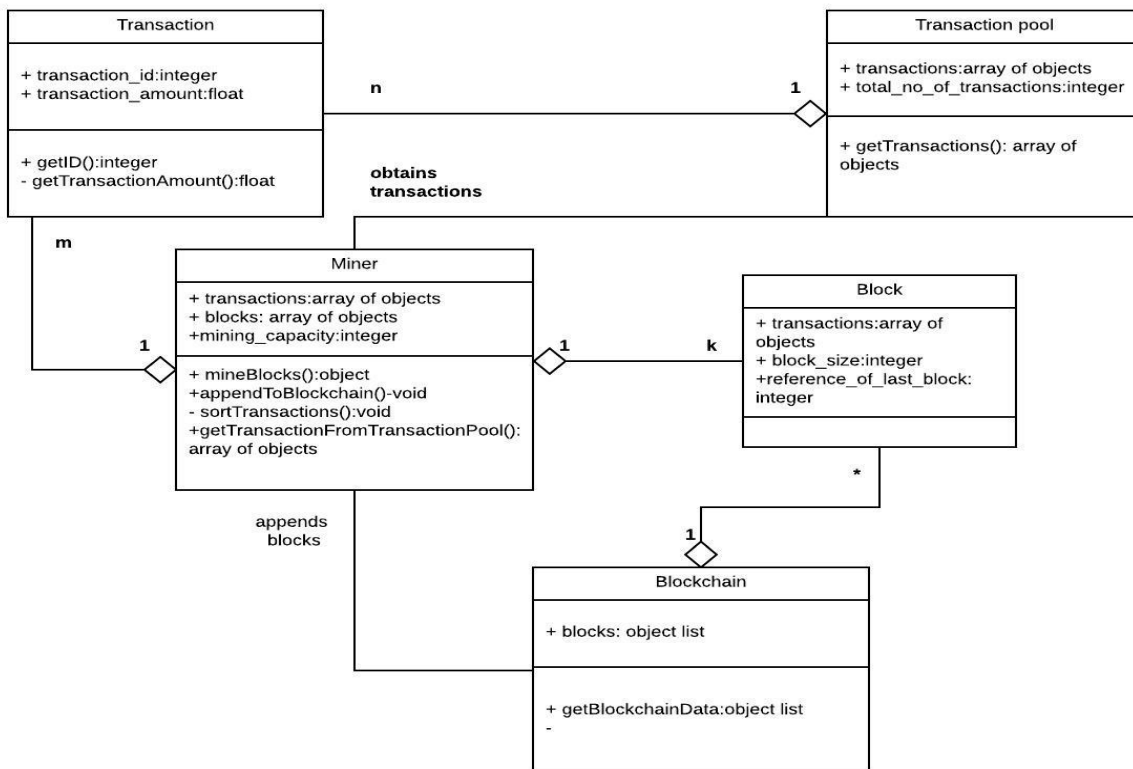 Transaction
+ transaction_id:integer
+ transaction_amount:float
+ getID():integer
- getTransactionAmount():float
n
1
Transaction pool
+ transactions:array of objects
+ total_no_of_transactions:integer
+ getTransactions(): array of
objects
obtains
transactions
m
1
Miner
+ transactions:array of objects
+ blocks: array of objects
+mining_capacity:integer
+ mineBlocks():object
+appendToBlockchain()-void
- sortTransactions():void
+getTransactionFromTransactionPool():
array of objects
1
k
Block
+ transactions:array of
objects
+ block_size:integer
+reference_of_last_block:
integer
*
1
appends
blocks
Blockchain
+ blocks: object list
+ getBlockchainData:object list
-